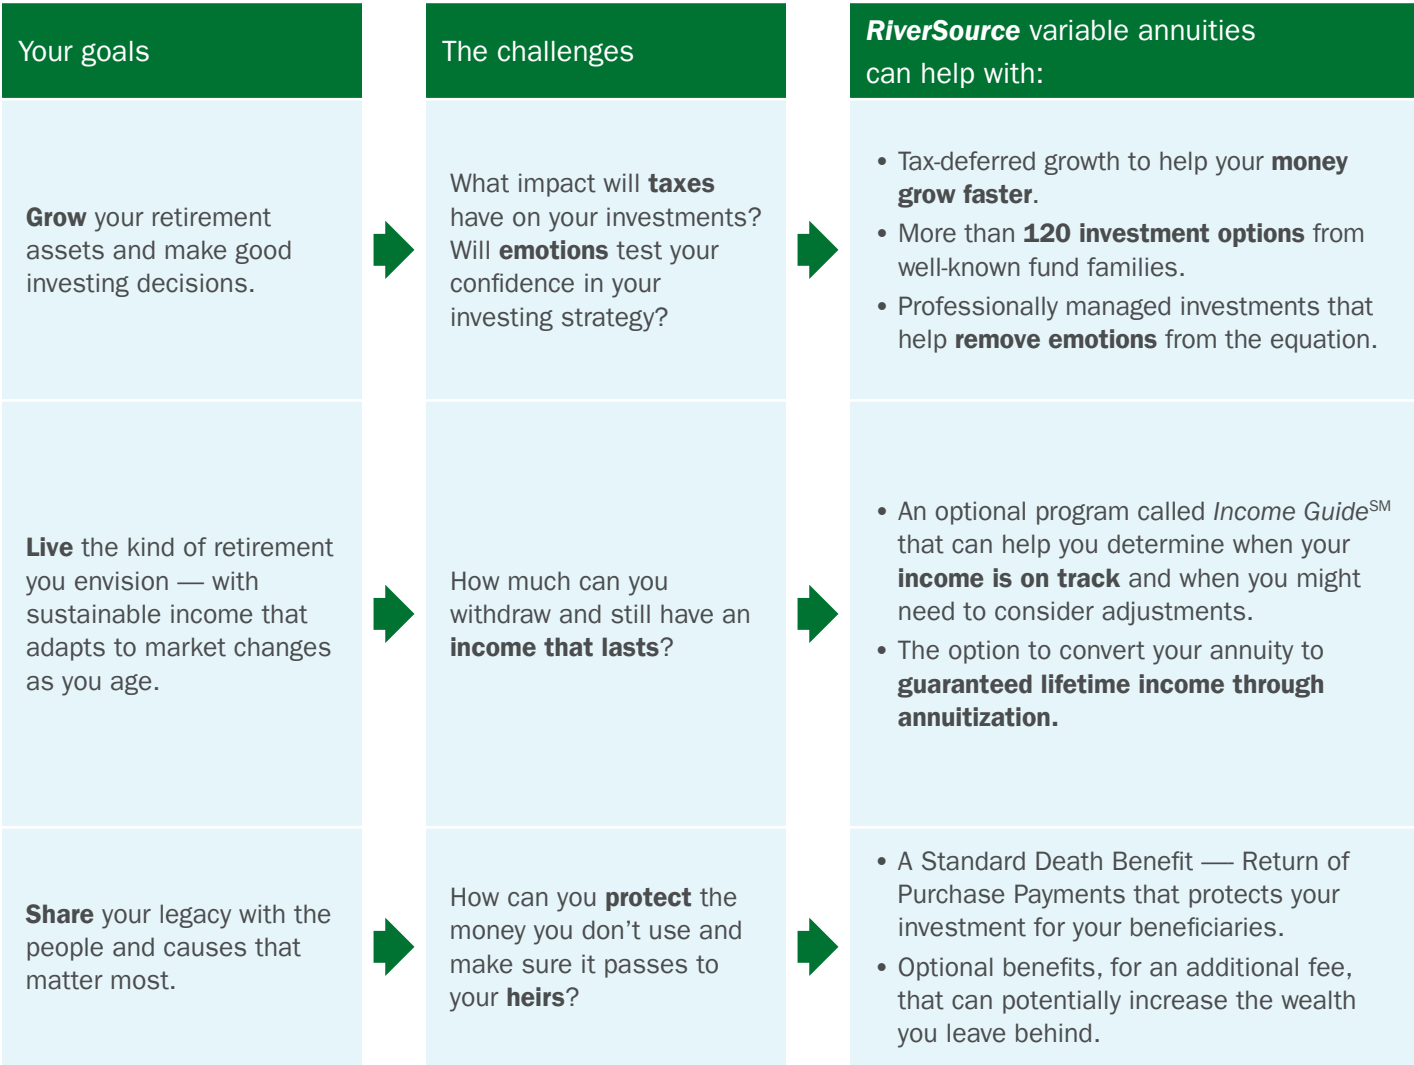 Your goals
The challenges
RiverSource variable annuities
can help with:
Grow your retirement
assets and make good
investing decisions.
What impact will taxes
have on your investments?
Will emotions test your
confidence in your
investing strategy?
• Tax-deferred growth to help your money
grow faster.
• More than 120 investment options from
well-known fund families.
• Professionally managed investments that
help remove emotions from the equation.
Live the kind of retirement
you envision — with
sustainable income that
adapts to market changes
as you age.
How much can you
withdraw and still have an
income that lasts?
• An optional program called Income Guide℠
that can help you determine when your
income is on track and when you might
need to consider adjustments.
• The option to convert your annuity to
guaranteed lifetime income through
annuitization.
Share your legacy with the
people and causes that
matter most.
How can you protect the
money you don’t use and
make sure it passes to
your heirs?
• A Standard Death Benefit — Return of
Purchase Payments that protects your
investment for your beneficiaries.
• Optional benefits, for an additional fee,
that can potentially increase the wealth
you leave behind.